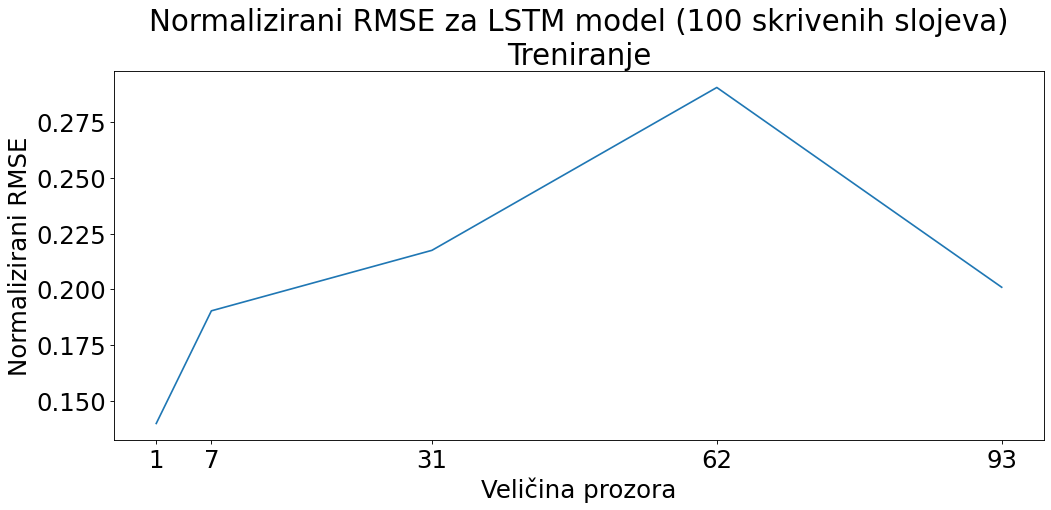 Normalizirani RMSE za LSTM model (100 skrivenih slojeva)
Treniranje
Normalizirani RMSE
0.275
0.250
0.225
0.200
0.175
0.150
1 7 31 62 93
Veličina prozora